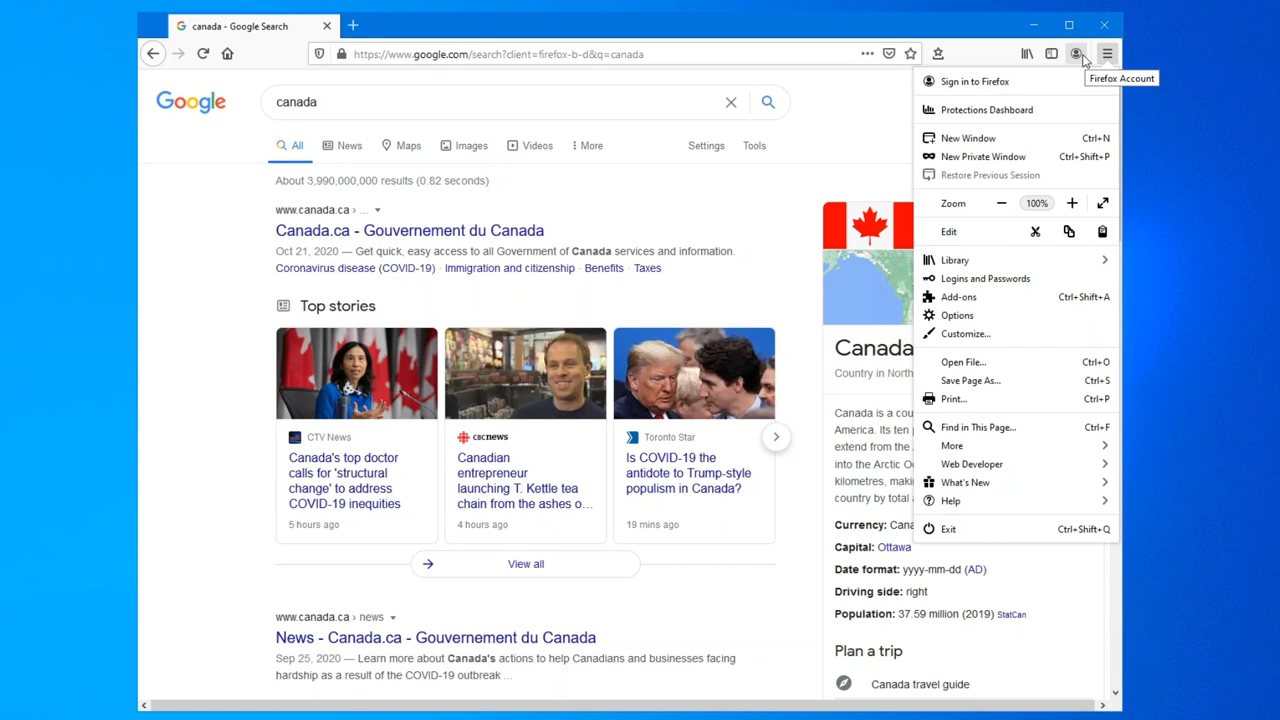 canada - Google Search
https://www.google.com/search?client=firefox-b-d&q=canada
Firefox Account
Google
canada
All
News
Maps
Images
Videos
More
Settings
Tools
About 3,990,000,000 results (0.82 seconds)
www.canada.ca › ...
Canada.ca - Gouvernement du Canada
Oct 21, 2020 — Get quick, easy access to all Government of Canada services and information.
Coronavirus disease (COVID-19) · Immigration and citizenship · Benefits · Taxes
Top stories
CTV News
Canada's top doctor
calls for 'structural
change' to address
COVID-19 inequities
5 hours ago
CBCNEWS
Canadian
entrepreneur
launching T. Kettle tea
chain from the ashes o...
4 hours ago
Toronto Star
Is COVID-19 the
antidote to Trump-style
populism in Canada?
19 mins ago
View all
www.canada.ca › news
News - Canada.ca - Gouvernement du Canada
Sep 25, 2020 — Learn more about Canada's actions to help Canadians and businesses facing
hardship as a result of the COVID-19 outbreak ...
Canada
Country in North
Canada is a cou
America. Its ten p
extend from the A
into the Arctic Oc
kilometres, makin
country by total a
Currency: Cana
Capital: Ottawa
Date format: yyyy-mm-dd (AD)
Driving side: right
Population: 37.59 million (2019) StatCan
Plan a trip
Canada travel guide
Sign in to Firefox
Protections Dashboard
New Window Ctrl+N
New Private Window Ctrl+Shift+P
Restore Previous Session
Zoom 100%
Edit
Library
Logins and Passwords
Add-ons Ctrl+Shift+A
Options
Customize...
Open File... Ctrl+O
Save Page As... Ctrl+S
Print... Ctrl+P
Find in This Page... Ctrl+F
More
Web Developer
What's New
Help
Exit Ctrl+Shift+Q